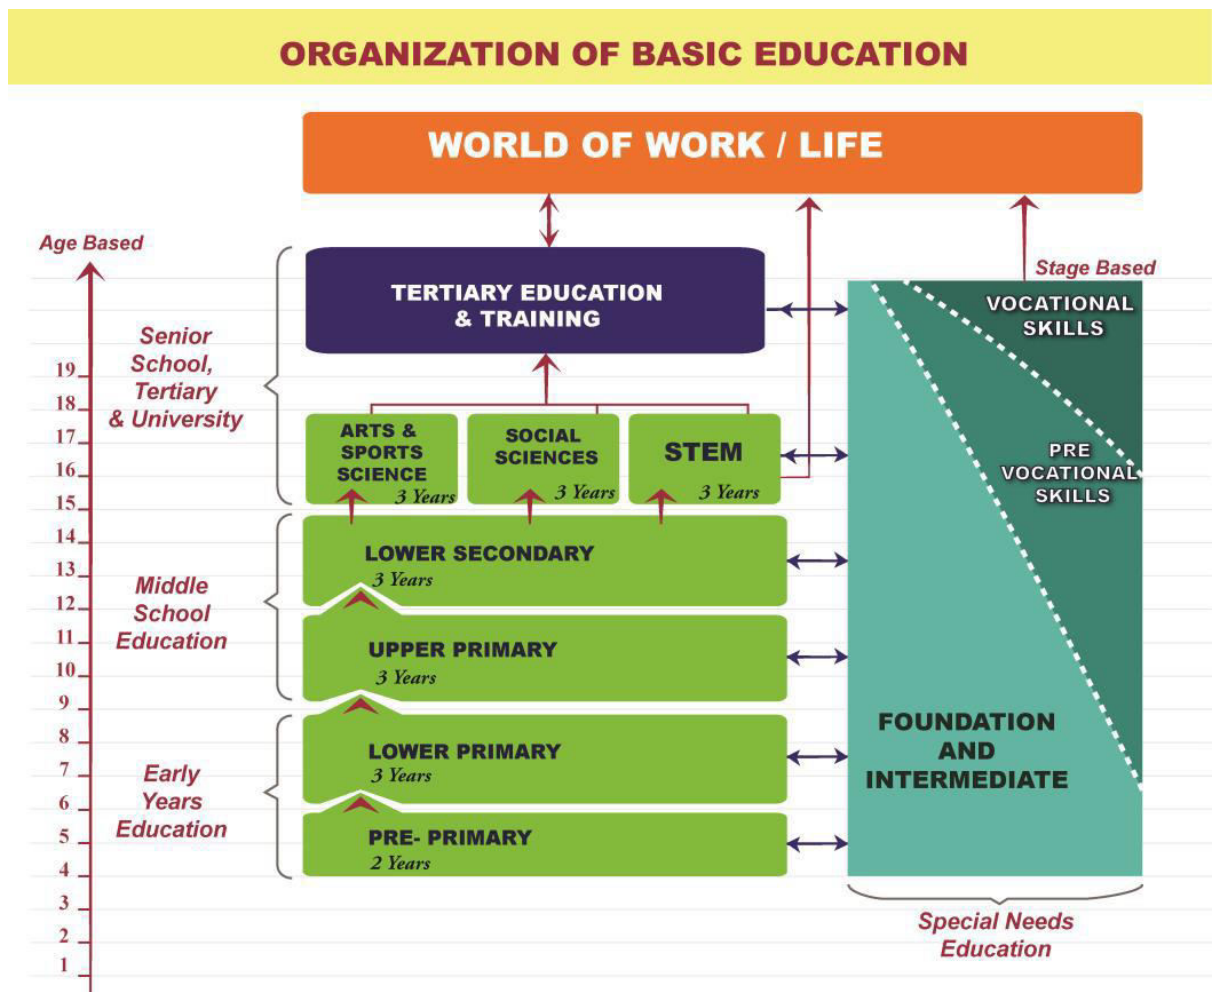 ORGANIZATION OF BASIC EDUCATION
WORLD OF WORK / LIFE
Age Based
Stage Based
Senior
School,
Tertiary
& University
TERTIARY EDUCATION
& TRAINING
VOCATIONAL
SKILLS
19
18
17
16
15
14
13
12
11
10
9
8
7
6
5
4
3
2
1
ARTS &
SPORTS
SCIENCE
3 Years
SOCIAL
SCIENCES
3 Years
STEM
3 Years
PRE
VOCATIONAL
SKILLS
Middle
School
Education
LOWER SECONDARY
3 Years
UPPER PRIMARY
3 Years
Early
Years
Education
LOWER PRIMARY
3 Years
PRE- PRIMARY
2 Years
FOUNDATION
AND
INTERMEDIATE
Special Needs
Education